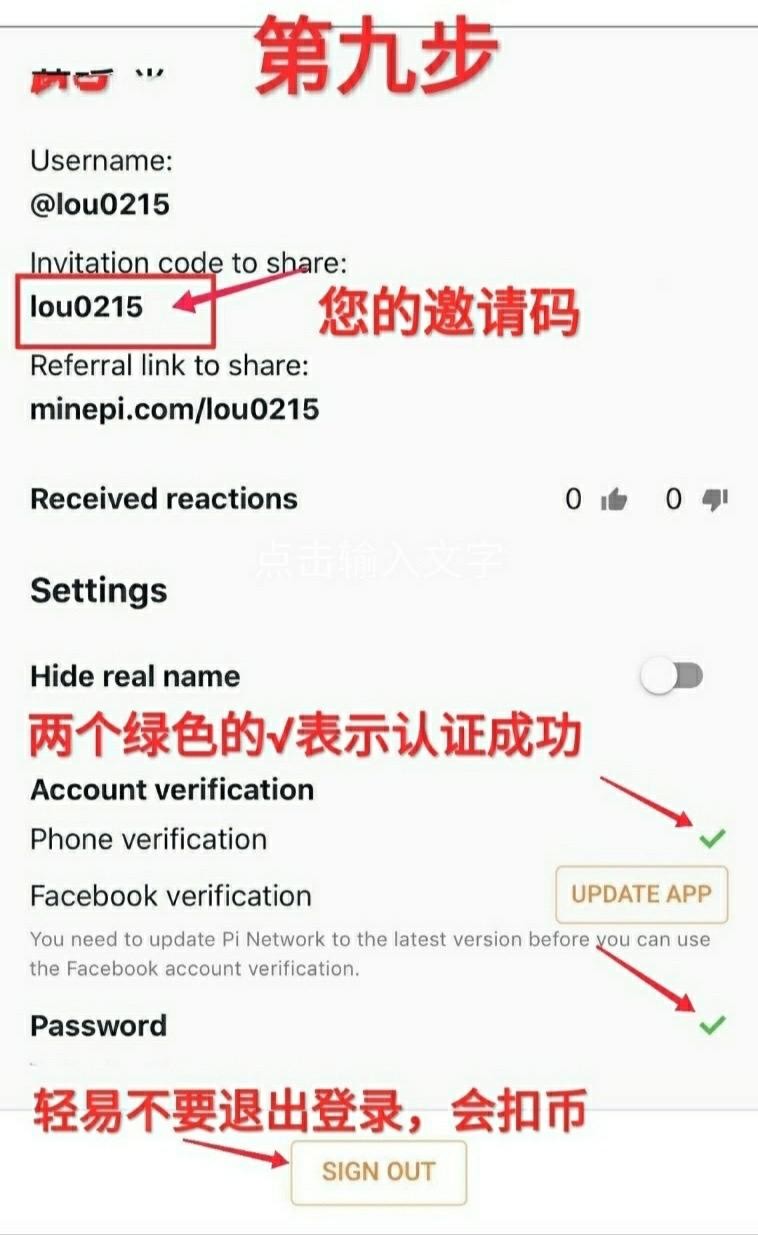 第九步
Username:
@lou0215
Invitation code to share:
lou0215
您的邀请码
Referral link to share:
minepi.com/lou0215
Received reactions 0 0
点击输入文字
Settings
Hide real name
两个绿色的√表示认证成功
Account verification
Phone verification
Facebook verification UPDATE APP
You need to update Pi Network to the latest version before you can use
the Facebook account verification.
Password
轻易不要退出登录，会扣币
SIGN OUT